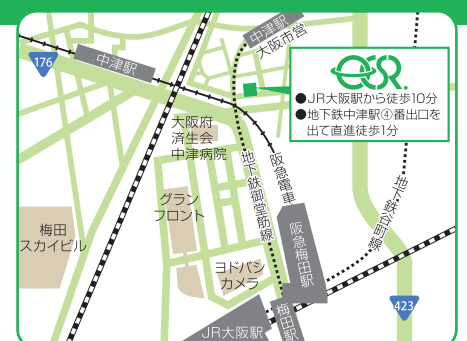 中津駅
大阪市営
176
中津駅
OSR.
●JR大阪駅から徒歩10分
●地下鉄中津駅④番出口を
出て直進徒歩1分
大阪府
済生会
中津病院
地下鉄御堂筋線
阪急電車
地下鉄谷町線
グラン
フロント
梅田
スカイビル
阪急梅田駅
ヨドバシ
カメラ
423
JR大阪駅
梅田駅